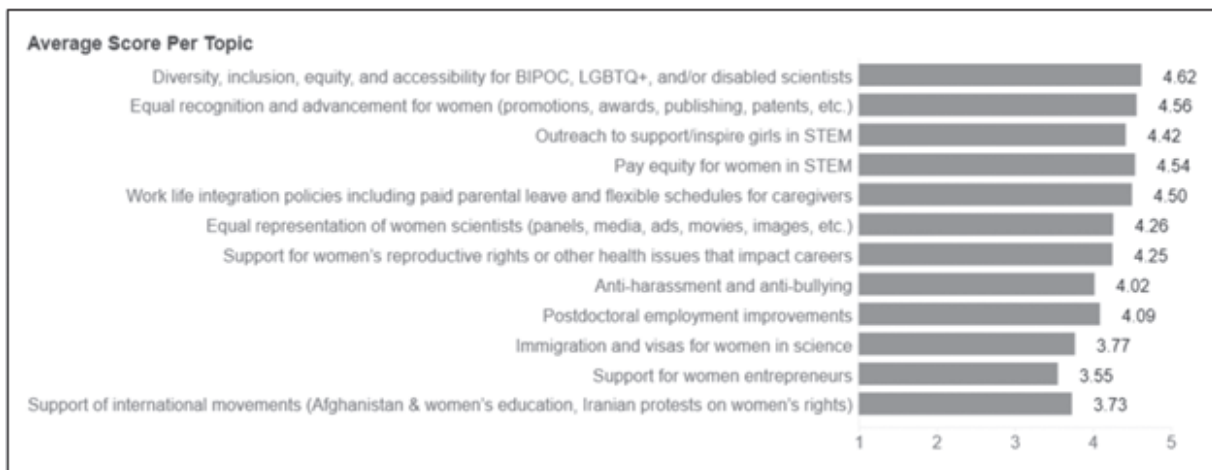 Average Score Per Topic
Diversity, inclusion, equity, and accessibility for BIPOC, LGBTQ+, and/or disabled scientists 4.62
Equal recognition and advancement for women (promotions, awards, publishing, patents, etc.) 4.56
Outreach to support/inspire girls in STEM 4.42
Pay equity for women in STEM 4.54
Work life integration policies including paid parental leave and flexible schedules for caregivers 4.50
Equal representation of women scientists (panels, media, ads, movies, images, etc.) 4.26
Support for women's reproductive rights or other health issues that impact careers 4.25
Anti-harassment and anti-bullying 4.02
Postdoctoral employment improvements 4.09
Immigration and visas for women in science 3.77
Support for women entrepreneurs 3.55
Support of international movements (Afghanistan & women's education, Iranian protests on women's rights) 3.73
1 2 3 4 5